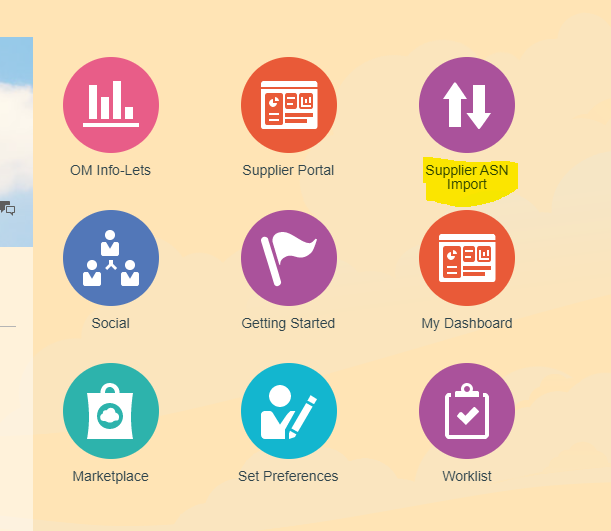 OM Info-Lets
Supplier Portal
Supplier ASN
Import
Social
Getting Started
My Dashboard
Marketplace
Set Preferences
Worklist